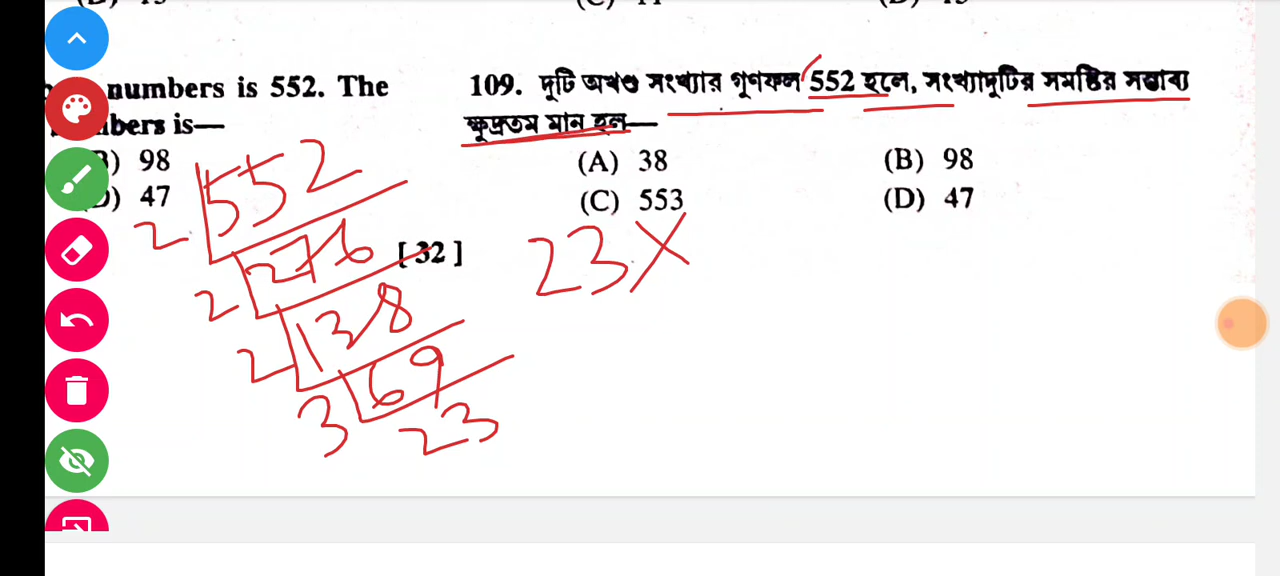 numbers is 552. The
bers is—
98
) 47
[ 32 ]
109. দুটি অখণ্ড সংখ্যার গুণফল 552 হলে, সংখ্যাদুটির সমষ্টির সম্ভাব্য
ক্ষুদ্রতম মান হল—
(A) 38 (B) 98
(C) 553 (D) 47
2 552
2 276
2 138
3 69
23
23 ×